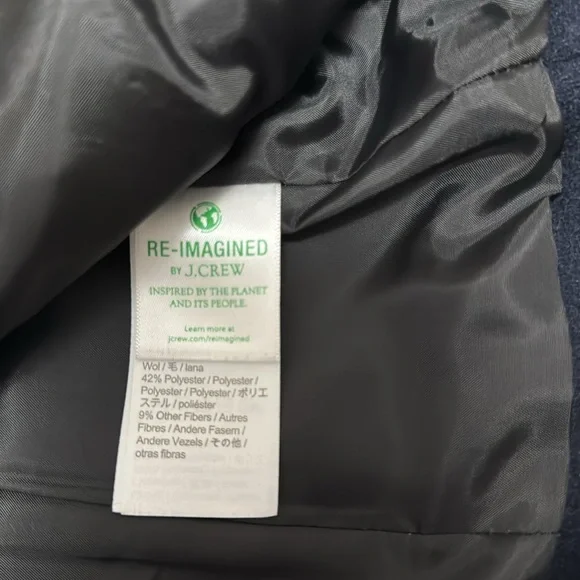 RE-IMAGINED
BY J.CREW
INSPIRED BY THE PLANET
AND ITS PEOPLE
Learn more at
jcrew.com/reimagined
Wol / 毛 / lana
42% Polyester / Polyester /
Polyester / Polyester / ポリエ
ステル / poliéster
9% Other Fibers / Autres
Fibres / Andere Fasern /
Andere Vezels / その他 /
otras fibras